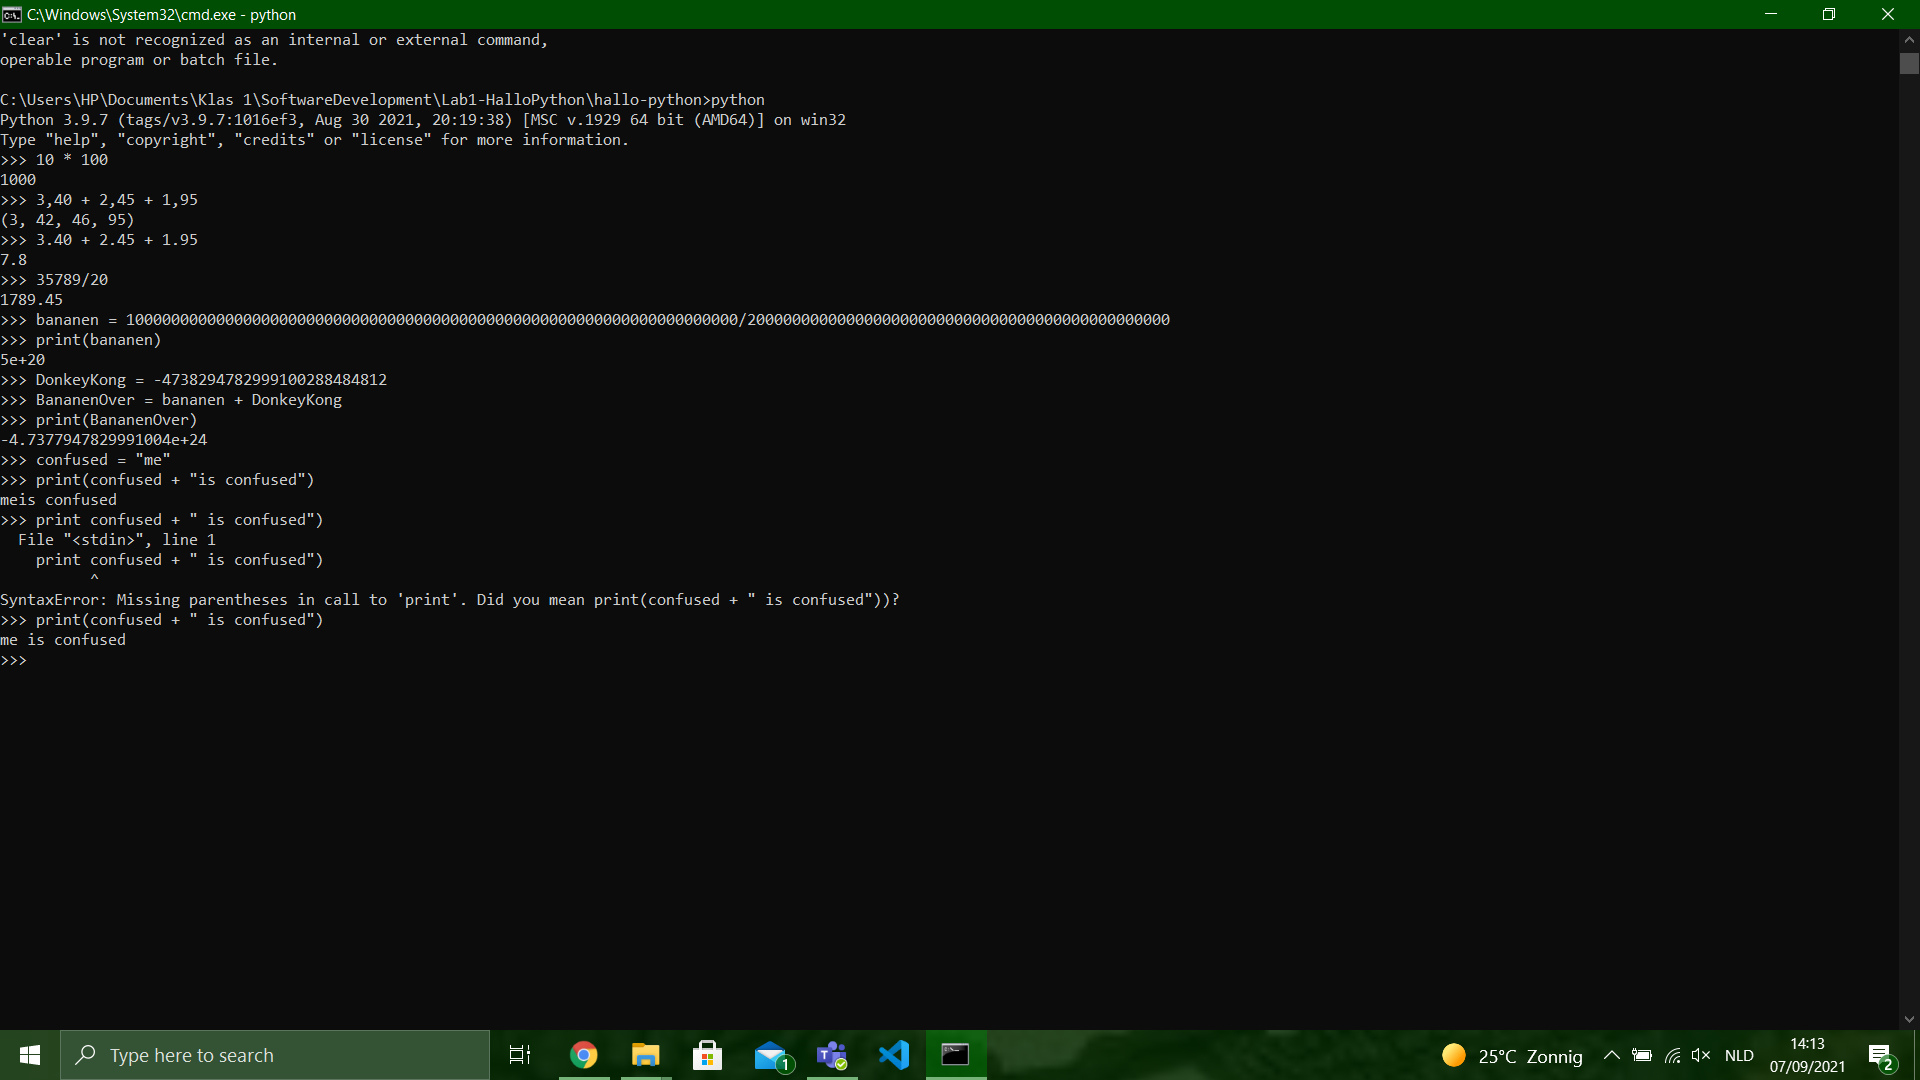 C:\Windows\System32\cmd.exe - python
'clear' is not recognized as an internal or external command,
operable program or batch file.
C:\Users\HP\Documents\Klas 1\SoftwareDevelopment\Lab1-HalloPython\hallo-python>python
Python 3.9.7 (tags/v3.9.7:1016ef3, Aug 30 2021, 20:19:38) [MSC v.1929 64 bit (AMD64)] on win32
Type "help", "copyright", "credits" or "license" for more information.
>>> 10 * 100
1000
>>> 3,40 + 2,45 + 1,95
(3, 42, 46, 95)
>>> 3.40 + 2.45 + 1.95
7.8
>>> 35789/20
1789.45
>>> bananen = 10000000000000000000000000000000000000000000000000000000000000000000/20000000000000000000000000000000000000000000000
>>> print(bananen)
5e+20
>>> DonkeyKong = -4738294782999100288484812
>>> BananenOver = bananen + DonkeyKong
>>> print(BananenOver)
-4.7377947829991004e+24
>>> confused = "me"
>>> print(confused + "is confused")
meis confused
>>> print confused + " is confused")
  File "<stdin>", line 1
    print confused + " is confused")
          ^
SyntaxError: Missing parentheses in call to 'print'. Did you mean print(confused + " is confused"))?
>>> print(confused + " is confused")
me is confused
>>>
Type here to search
1
25°C Zonnig
NLD
14:13
07/09/2021
2